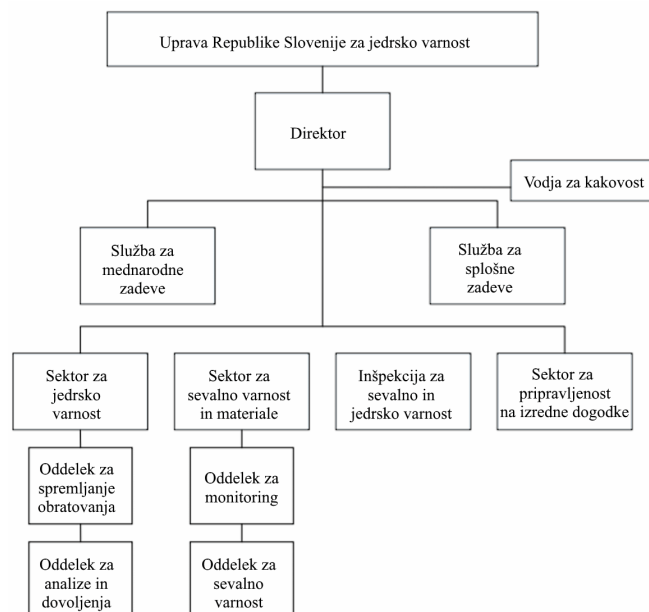 Uprava Republike Slovenije za jedrsko varnost
Direktor
Vodja za kakovost
Služba za
mednarodne
zadeve
Služba za
splošne
zadeve
Sektor za
jedrsko
varnost
Sektor za
sevalno varnost
in materiale
Inšpekcija za
sevalno in
jedrsko varnost
Sektor za
pripravljenost
na izredne dogodke
Oddelek za
spremljanje
obratovanja
Oddelek za
monitoring
Oddelek za
analize in
dovoljenja
Oddelek za
sevalno
varnost